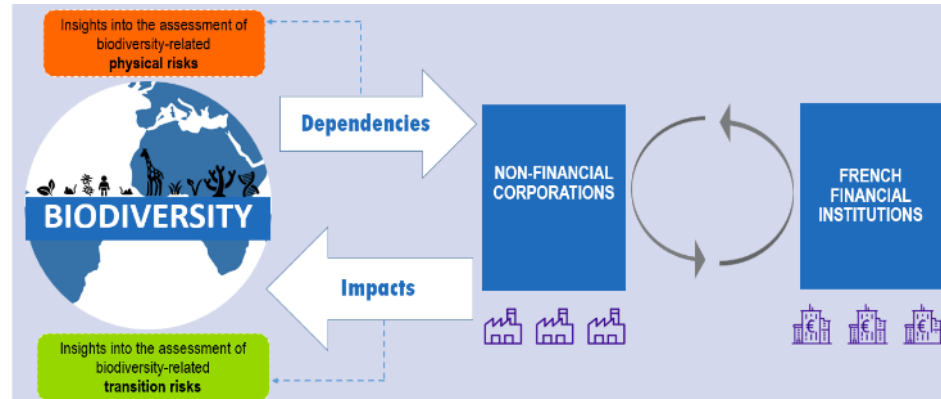 Insights into the assessment of
biodiversity-related
physical risks
Dependencies
BIODIVERSITY
NON-FINANCIAL
CORPORATIONS
FRENCH
FINANCIAL
INSTITUTIONS
€ € €
Impacts
Insights into the assessment of
biodiversity-related
transition risks